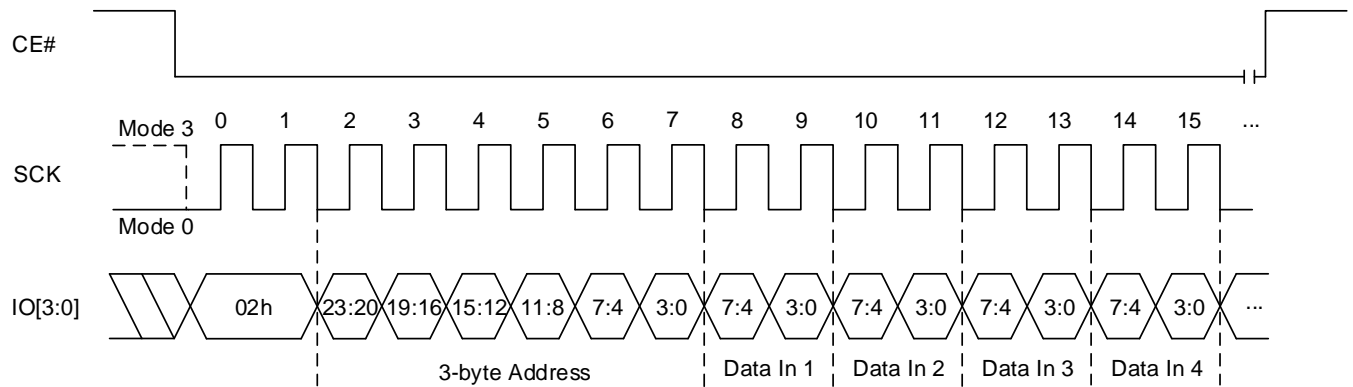 CE#
Mode 3 0 1 2 3 4 5 6 7 8 9 10 11 12 13 14 15 ...
SCK
Mode 0
IO[3:0] 02h 23:20 19:16 15:12 11:8 7:4 3:0 7:4 3:0 7:4 3:0 7:4 3:0 7:4 3:0 ...
3-byte Address Data In 1 Data In 2 Data In 3 Data In 4